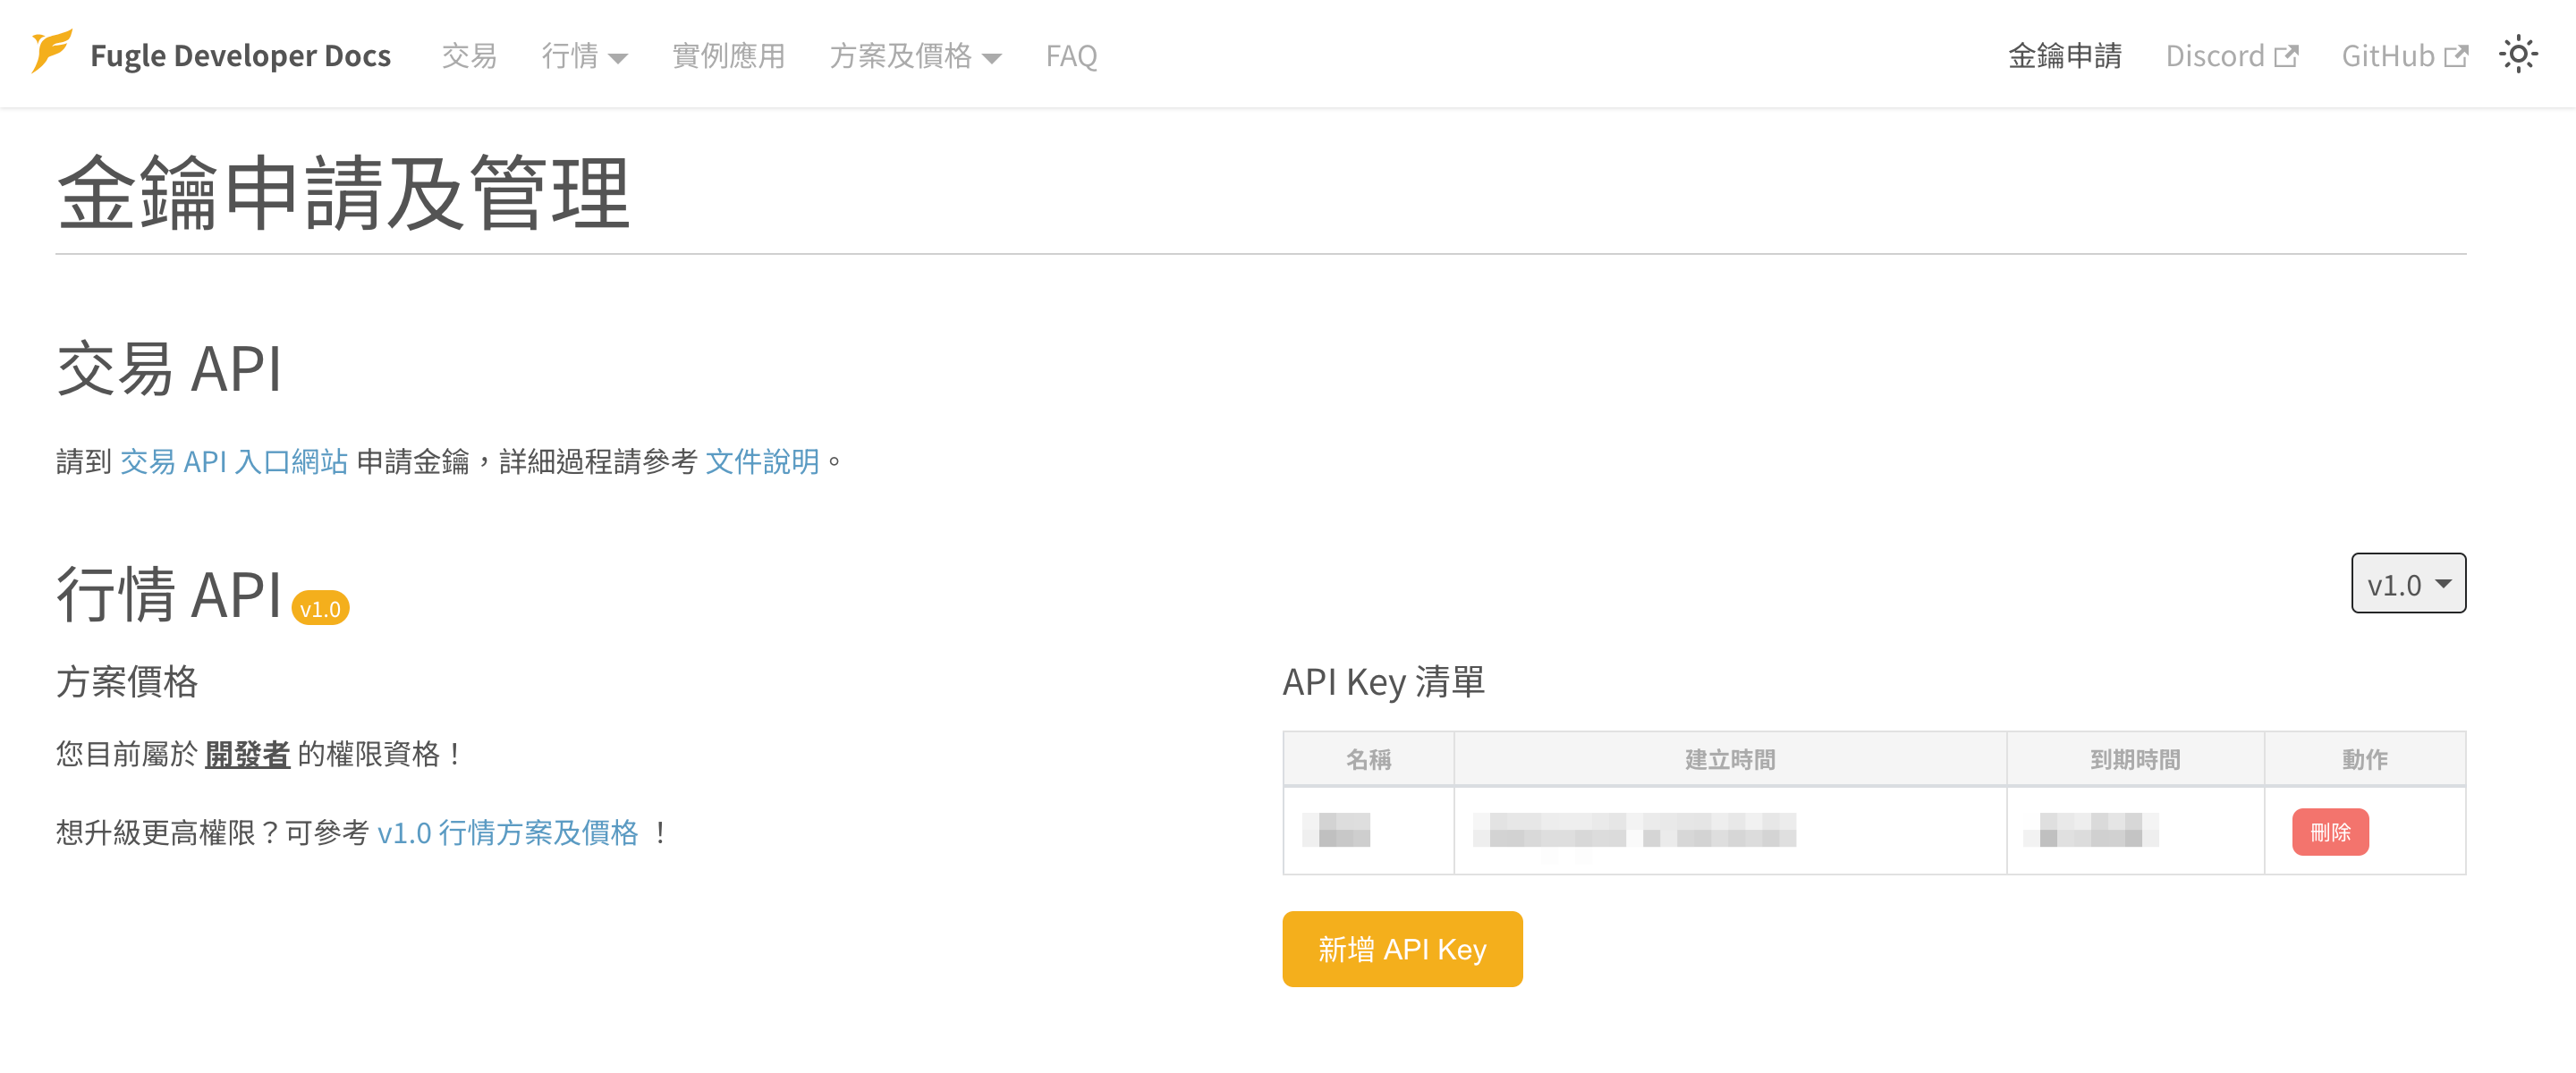 Fugle Developer Docs 交易 行情 實例應用 方案及價格 FAQ 金鑰申請 Discord GitHub
金鑰申請及管理
交易 API
請到 交易 API 入口網站 申請金鑰，詳細過程請參考 文件說明。
行情 API v1.0
v1.0
方案價格
您目前屬於 開發者 的權限資格！
想升級更高權限？可參考 v1.0 行情方案及價格 ！
API Key 清單
名稱 建立時間 到期時間 動作
刪除
新增 API Key